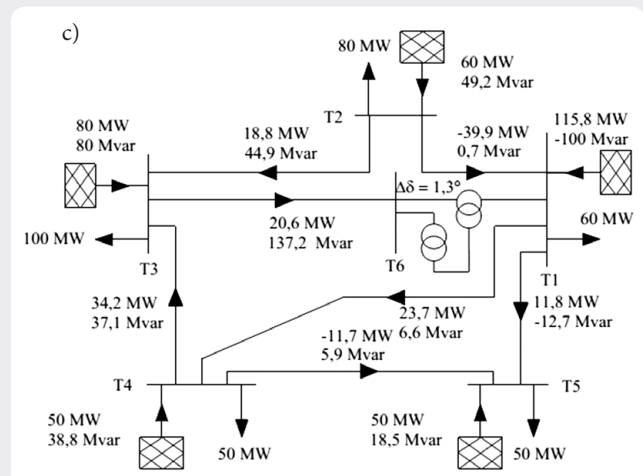 c)
80 MW
60 MW
49,2 Mvar
T2
80 MW
80 Mvar
18,8 MW
44,9 Mvar
-39,9 MW
0,7 Mvar
115,8 MW
-100 Mvar
Δδ = 1,3°
20,6 MW
137,2 Mvar
60 MW
100 MW
T3
T6
T1
34,2 MW
37,1 Mvar
23,7 MW
6,6 Mvar
11,8 MW
-12,7 Mvar
-11,7 MW
5,9 Mvar
T4
T5
50 MW
38,8 Mvar
50 MW
50 MW
18,5 Mvar
50 MW